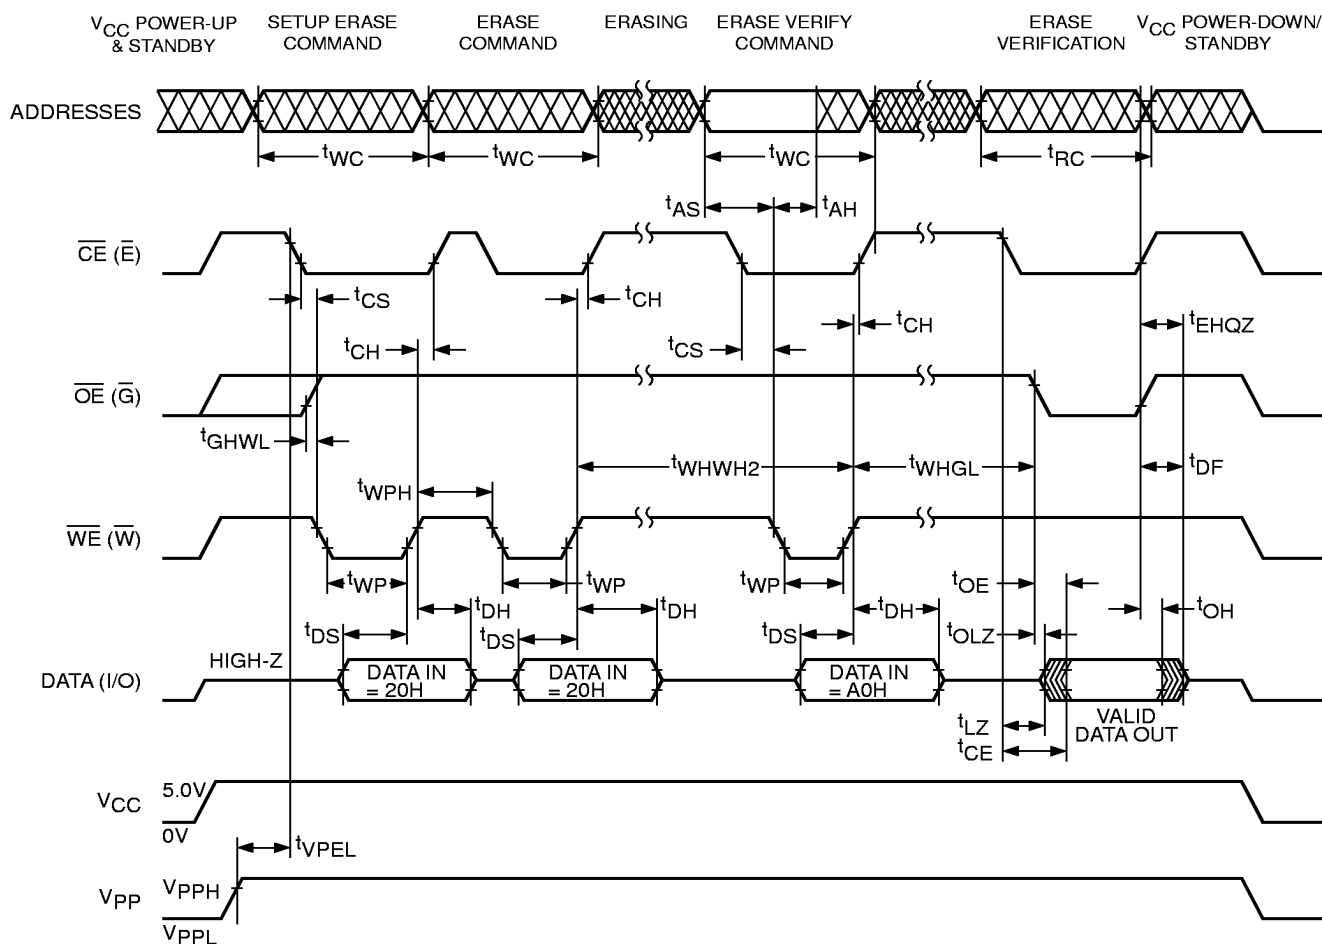 VCC POWER-UP
& STANDBY
SETUP ERASE
COMMAND
ERASE
COMMAND
ERASING
ERASE VERIFY
COMMAND
ERASE
VERIFICATION
VCC POWER-DOWN/
STANDBY
ADDRESSES
tWC
tWC
tWC
tRC
tAS
tAH
CE (E)
tCS
tCH
tCH
tCH
tCS
tEHQZ
OE (G)
tGHWL
tWHWH2
tWHGL
tDF
tWPH
WE (W)
tWP
tWP
tWP
tOE
tDH
tDH
tDH
tOH
tDS
tDS
tDS
tOLZ
HIGH-Z
DATA (I/O)
DATA IN
= 20H
DATA IN
= 20H
DATA IN
= A0H
VALID
DATA OUT
tLZ
tCE
5.0V
VCC
0V
tVPEL
VPPH
VPP
VPPL